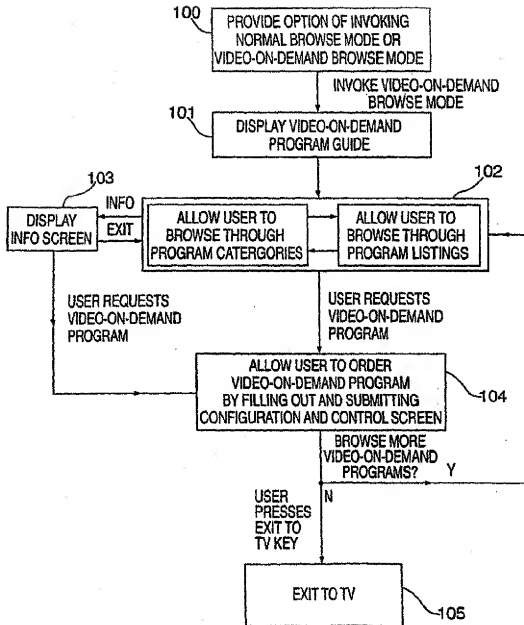 100
PROVIDE OPTION OF INVOKING
NORMAL BROWSE MODE OR
VIDEO-ON-DEMAND BROWSE MODE
INVOKE VIDEO-ON-DEMAND
BROWSE MODE
101
DISPLAY VIDEO-ON-DEMAND
PROGRAM GUIDE
102
103
DISPLAY
INFO SCREEN
INFO
EXIT
ALLOW USER TO
BROWSE THROUGH
PROGRAM CATERGORIES
ALLOW USER TO
BROWSE THROUGH
PROGRAM LISTINGS
USER REQUESTS
VIDEO-ON-DEMAND
PROGRAM
USER REQUESTS
VIDEO-ON-DEMAND
PROGRAM
ALLOW USER TO ORDER
VIDEO-ON-DEMAND PROGRAM
BY FILLING OUT AND SUBMITTING
CONFIGURATION AND CONTROL SCREEN
104
BROWSE MORE
VIDEO-ON-DEMAND
PROGRAMS?
Y
N
USER
PRESSES
EXIT TO
TV KEY
EXIT TO TV
105